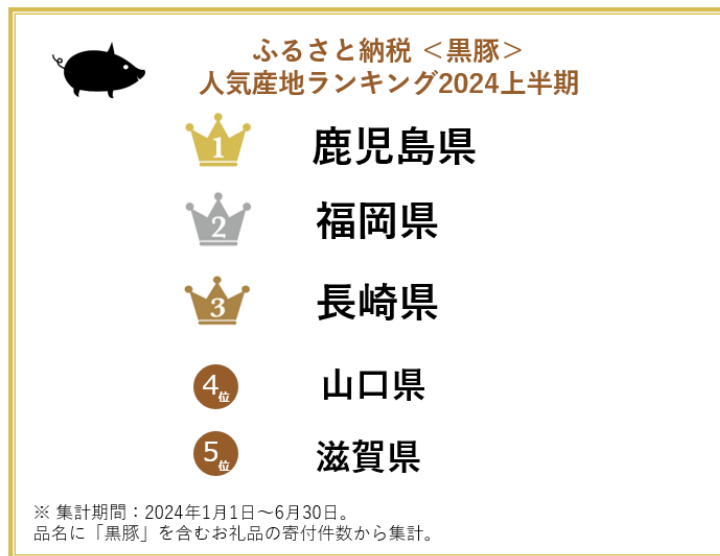 ふるさと納税 ＜黒豚＞
人気産地ランキング2024上半期
1 鹿児島県
2 福岡県
3 長崎県
4位 山口県
5位 滋賀県
※ 集計期間：2024年1月1日～6月30日。
品名に「黒豚」を含むお礼品の寄付件数から集計。